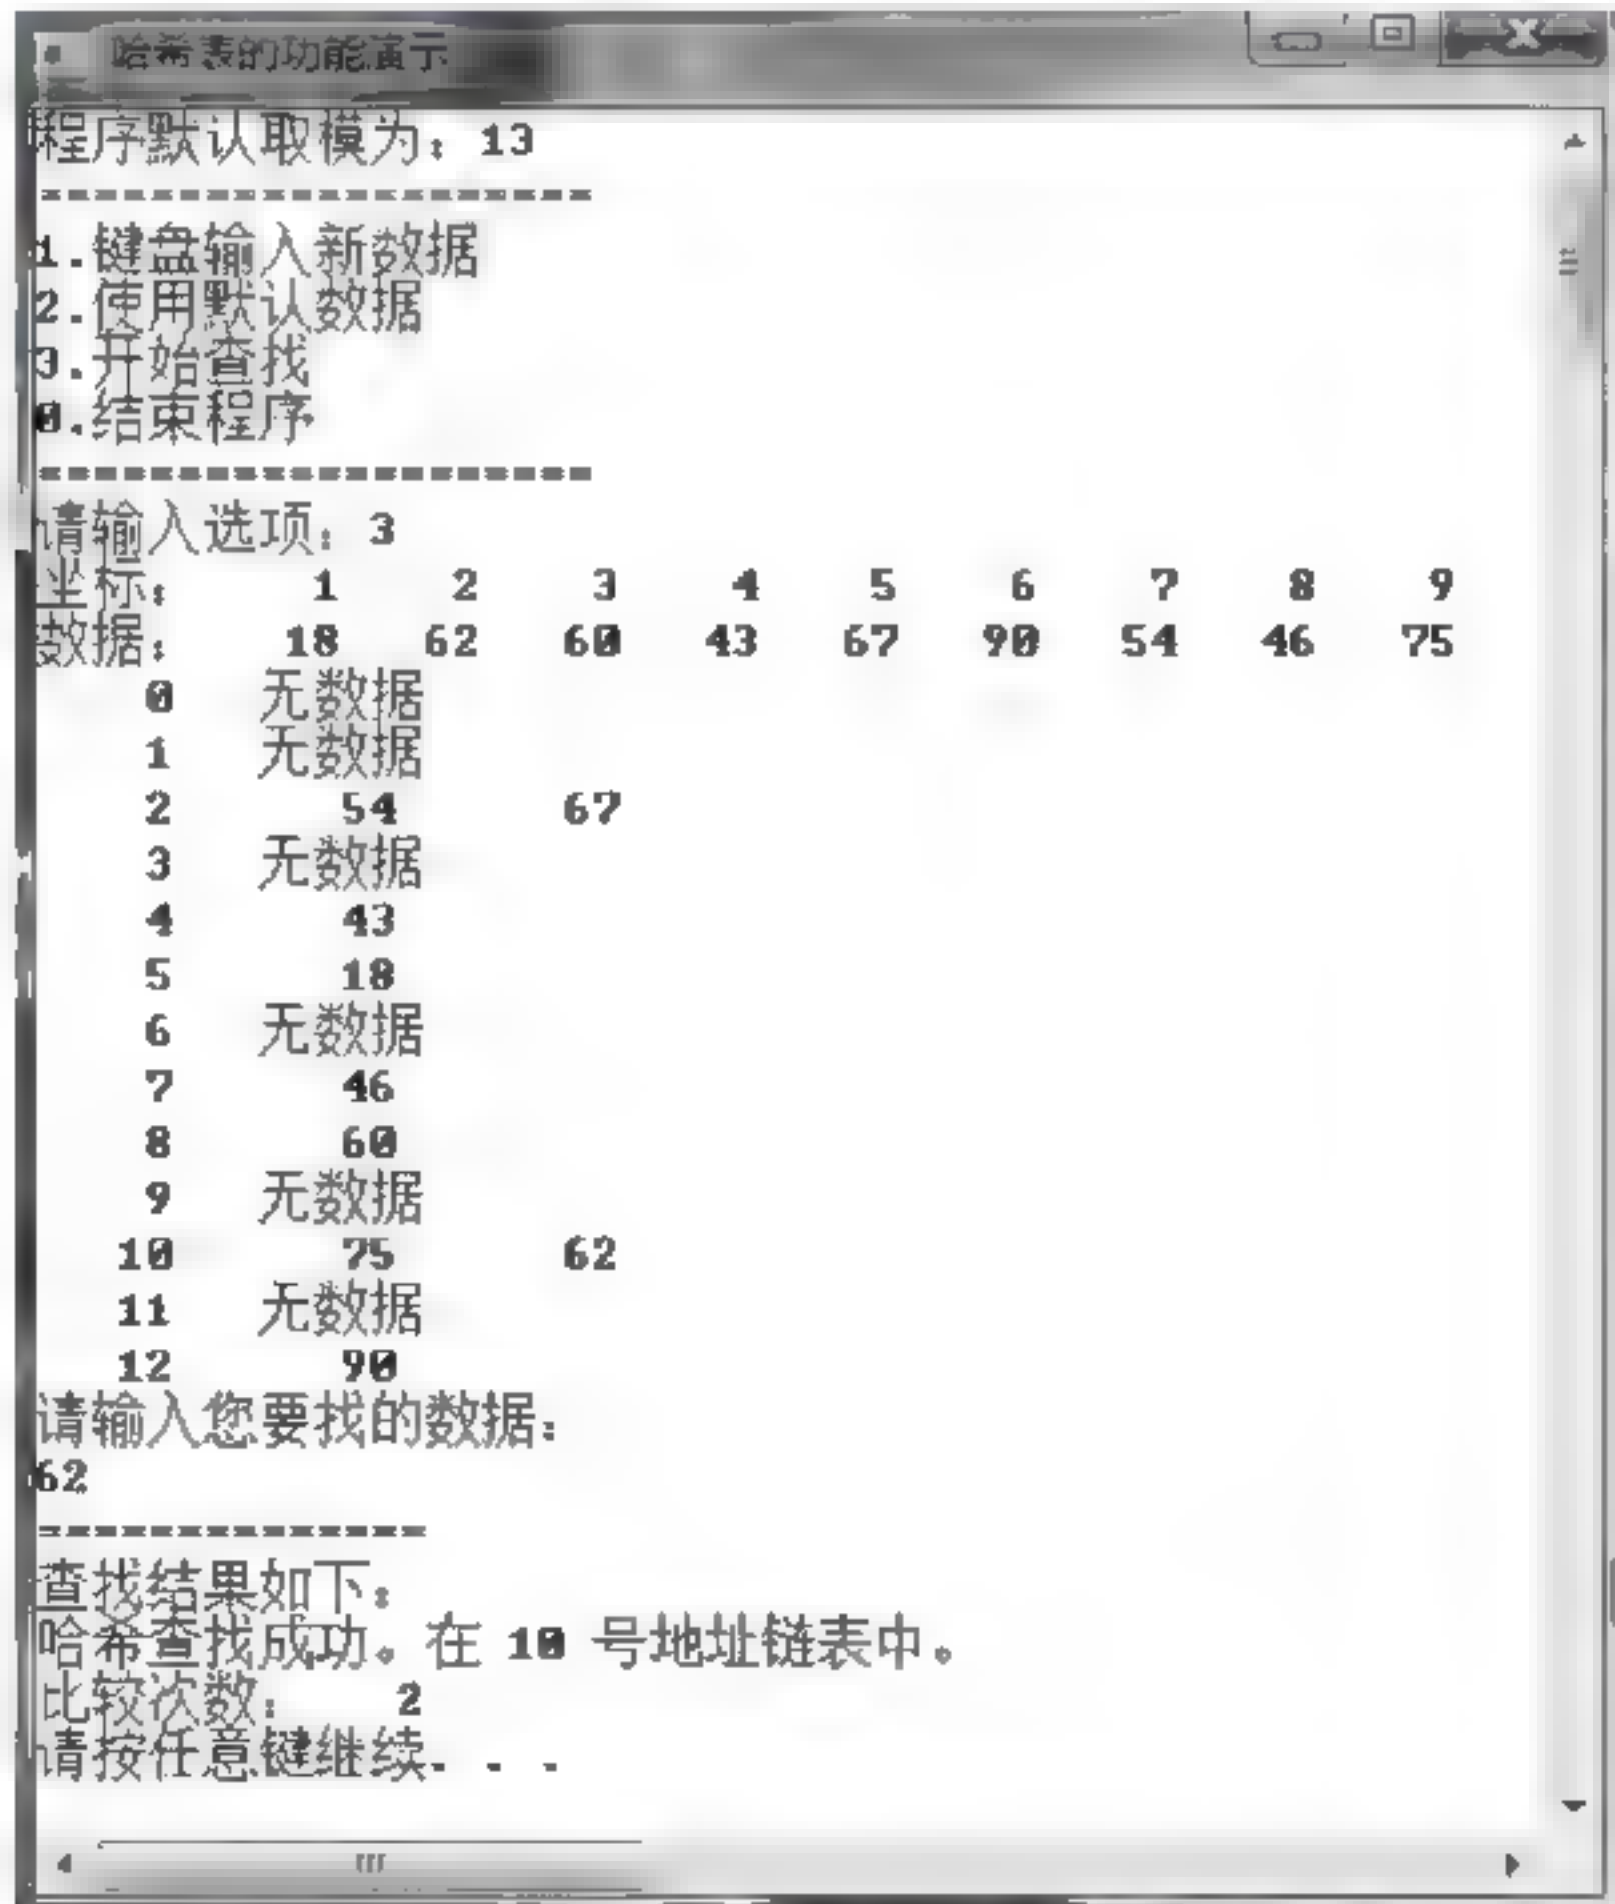 哈希表的功能演示
程序默认取模为：13
--------------------
1.键盘输入新数据
2.使用默认数据
3.开始查找
0.结束程序
--------------------
请输入选项：3
坐标： 1 2 3 4 5 6 7 8 9
数据： 18 62 60 43 67 90 54 46 75
0 无数据
1 无数据
2 54 67
3 无数据
4 43
5 18
6 无数据
7 46
8 60
9 无数据
10 75 62
11 无数据
12 90
请输入您要找的数据：
62
--------------
查找结果如下：
哈希查找成功。在 10 号地址链表中。
比较次数： 2
请按任意键继续. . .